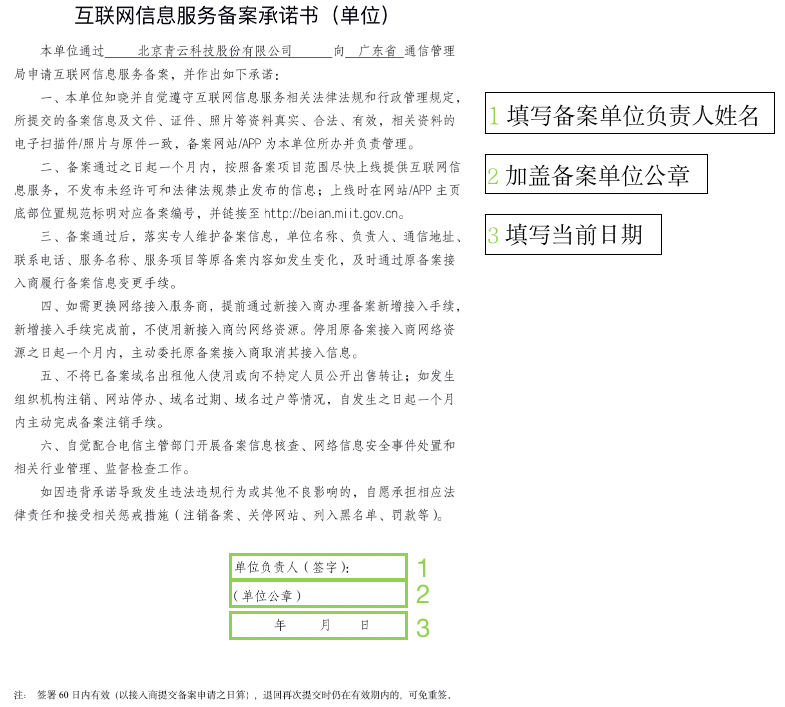 互联网信息服务备案承诺书（单位）
本单位通过 北京青云科技股份有限公司 向 广东省 通信管理
局申请互联网信息服务备案，并作出如下承诺：
一、本单位知晓并自觉遵守互联网信息服务相关法律法规和行政管理规定，
所提交的备案信息及文件、证件、照片等资料真实、合法、有效，相关资料的
电子扫描件/照片与原件一致，备案网站/APP 为本单位所办并负责管理。
二、备案通过之日起一个月内，按照备案项目范围尽快上线提供互联网信
息服务，不发布未经许可和法律法规禁止发布的信息；上线时在网站/APP 主页
底部位置规范标明对应备案编号，并链接至 http://beian.miit.gov.cn。
三、备案通过后，落实专人维护备案信息，单位名称、负责人、通信地址、
联系电话、服务名称、服务项目等原备案内容如发生变化，及时通过原备案接
入商履行备案信息变更手续。
四、如需更换网络接入服务商，提前通过新接入商办理备案新增接入手续，
新增接入手续完成前，不使用新接入商的网络资源。停用原备案接入商网络资
源之日起一个月内，主动委托原备案接入商取消其接入信息。
五、不将已备案域名出租他人使用或向不特定人员公开出售转让；如发生
组织机构注销、网站停办、域名过期、域名过户等情况，自发生之日起一个月
内主动完成备案注销手续。
六、自觉配合电信主管部门开展备案信息核查、网络信息安全事件处置和
相关行业管理、监督检查工作。
如因违背承诺导致发生违法违规行为或其他不良影响的，自愿承担相应法
律责任和接受相关惩戒措施（注销备案、关停网站、列入黑名单、罚款等）。
单位负责人（签字）： 1
（单位公章） 2
年 月 日 3
注： 签署 60 日内有效（以接入商提交备案申请之日算），退回再次提交时仍在有效期内的，可免重签。
1 填写备案单位负责人姓名
2 加盖备案单位公章
3 填写当前日期